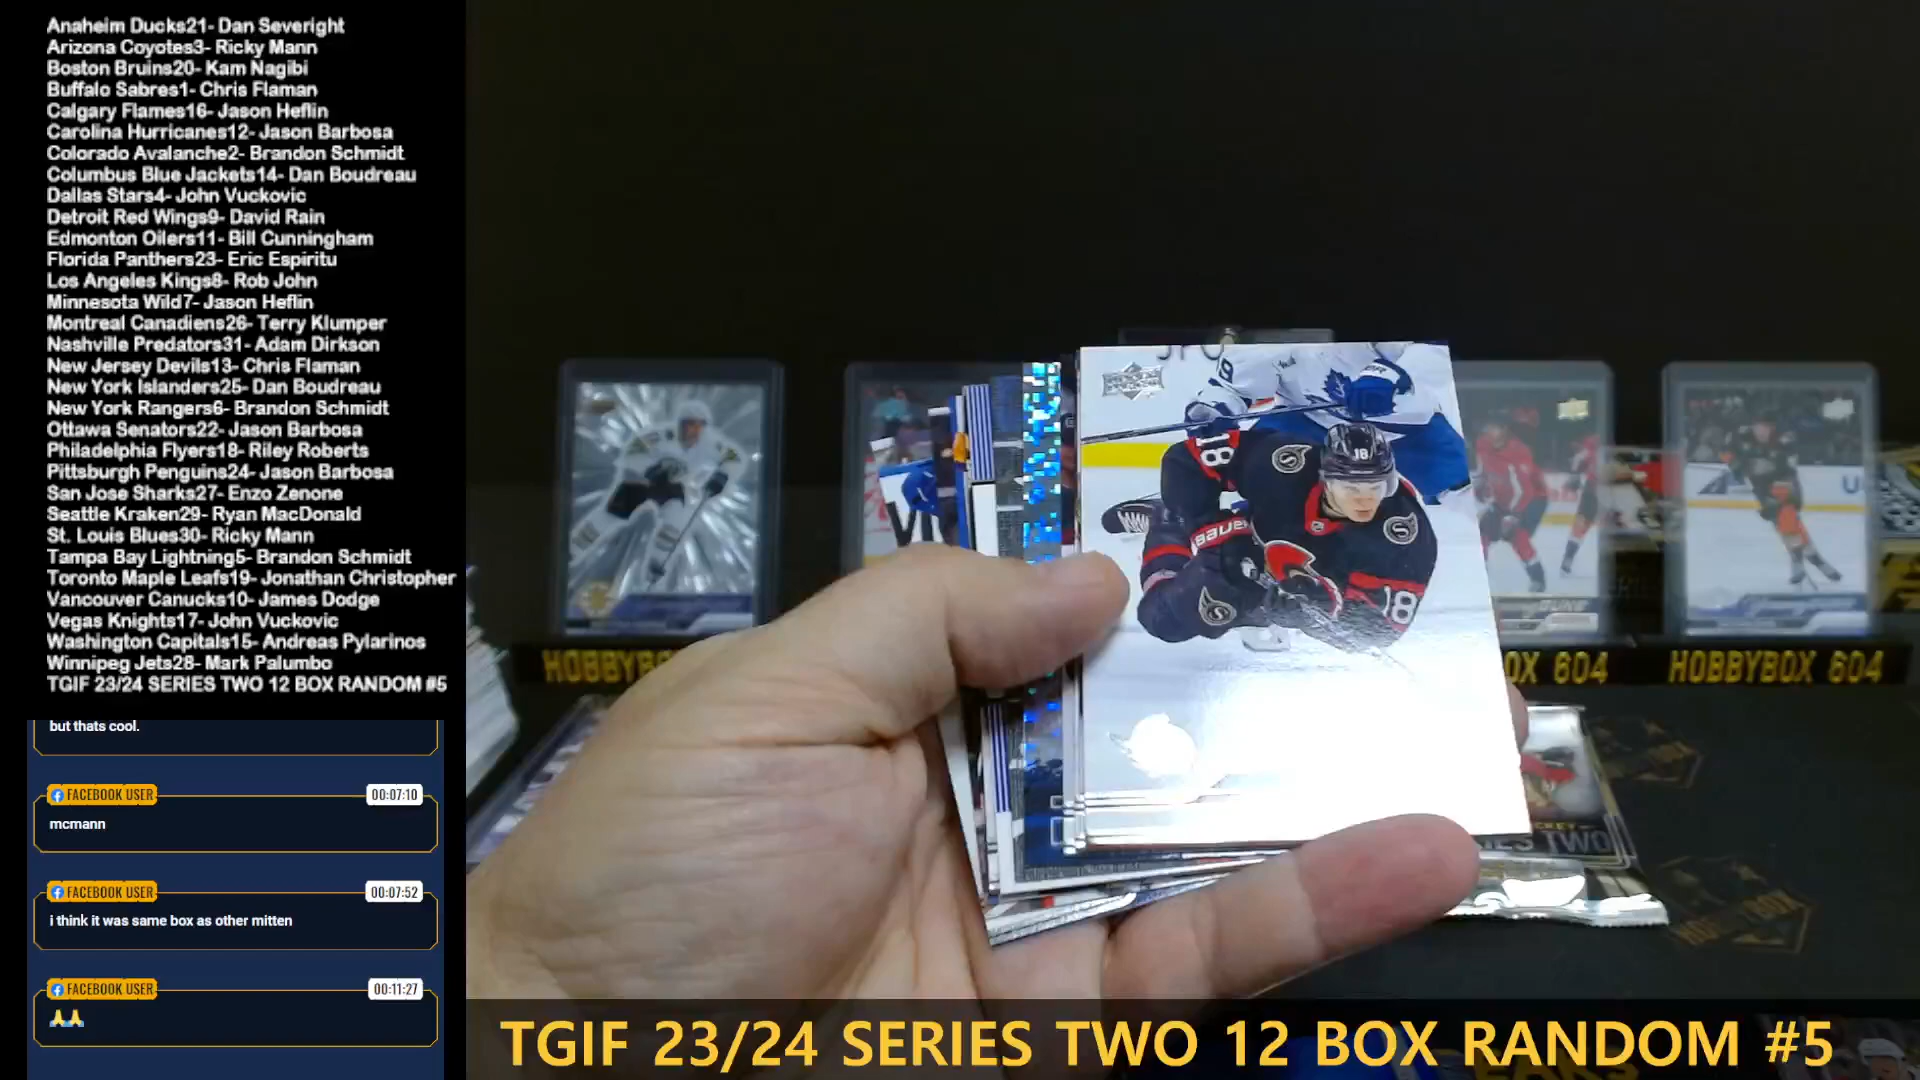 Anaheim Ducks21- Dan Severight
Arizona Coyotes3- Ricky Mann
Boston Bruins20- Kam Nagibi
Buffalo Sabres1- Chris Flaman
Calgary Flames16- Jason Heflin
Carolina Hurricanes12- Jason Barbosa
Colorado Avalanche2- Brandon Schmidt
Columbus Blue Jackets14- Dan Boudreau
Dallas Stars4- John Vuckovic
Detroit Red Wings9- David Rain
Edmonton Oilers11- Bill Cunningham
Florida Panthers23- Eric Espiritu
Los Angeles Kings8- Rob John
Minnesota Wild7- Jason Heflin
Montreal Canadiens26- Terry Klumper
Nashville Predators31- Adam Dirkson
New Jersey Devils13- Chris Flaman
New York Islanders25- Dan Boudreau
New York Rangers6- Brandon Schmidt
Ottawa Senators22- Jason Barbosa
Philadelphia Flyers18- Riley Roberts
Pittsburgh Penguins24- Jason Barbosa
San Jose Sharks27- Enzo Zenone
Seattle Kraken29- Ryan MacDonald
St. Louis Blues30- Ricky Mann
Tampa Bay Lightning5- Brandon Schmidt
Toronto Maple Leafs19- Jonathan Christopher
Vancouver Canucks10- James Dodge
Vegas Knights17- John Vuckovic
Washington Capitals15- Andreas Pylarinos
Winnipeg Jets28- Mark Palumbo
TGIF 23/24 SERIES TWO 12 BOX RANDOM #5
but thats cool.
FACEBOOK USER 00:07:10
mcmann
FACEBOOK USER 00:07:52
i think it was same box as other mitten
FACEBOOK USER 00:11:27
🙏🙏
18
18
18
BAUER
HOBBYBOX 604
TWO
TGIF 23/24 SERIES TWO 12 BOX RANDOM #5